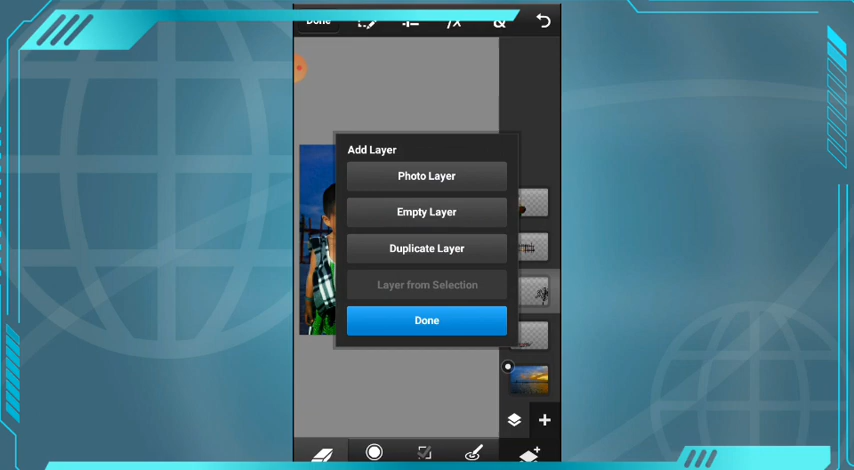 Done
Add Layer
Photo Layer
Empty Layer
Duplicate Layer
Layer from Selection
Done